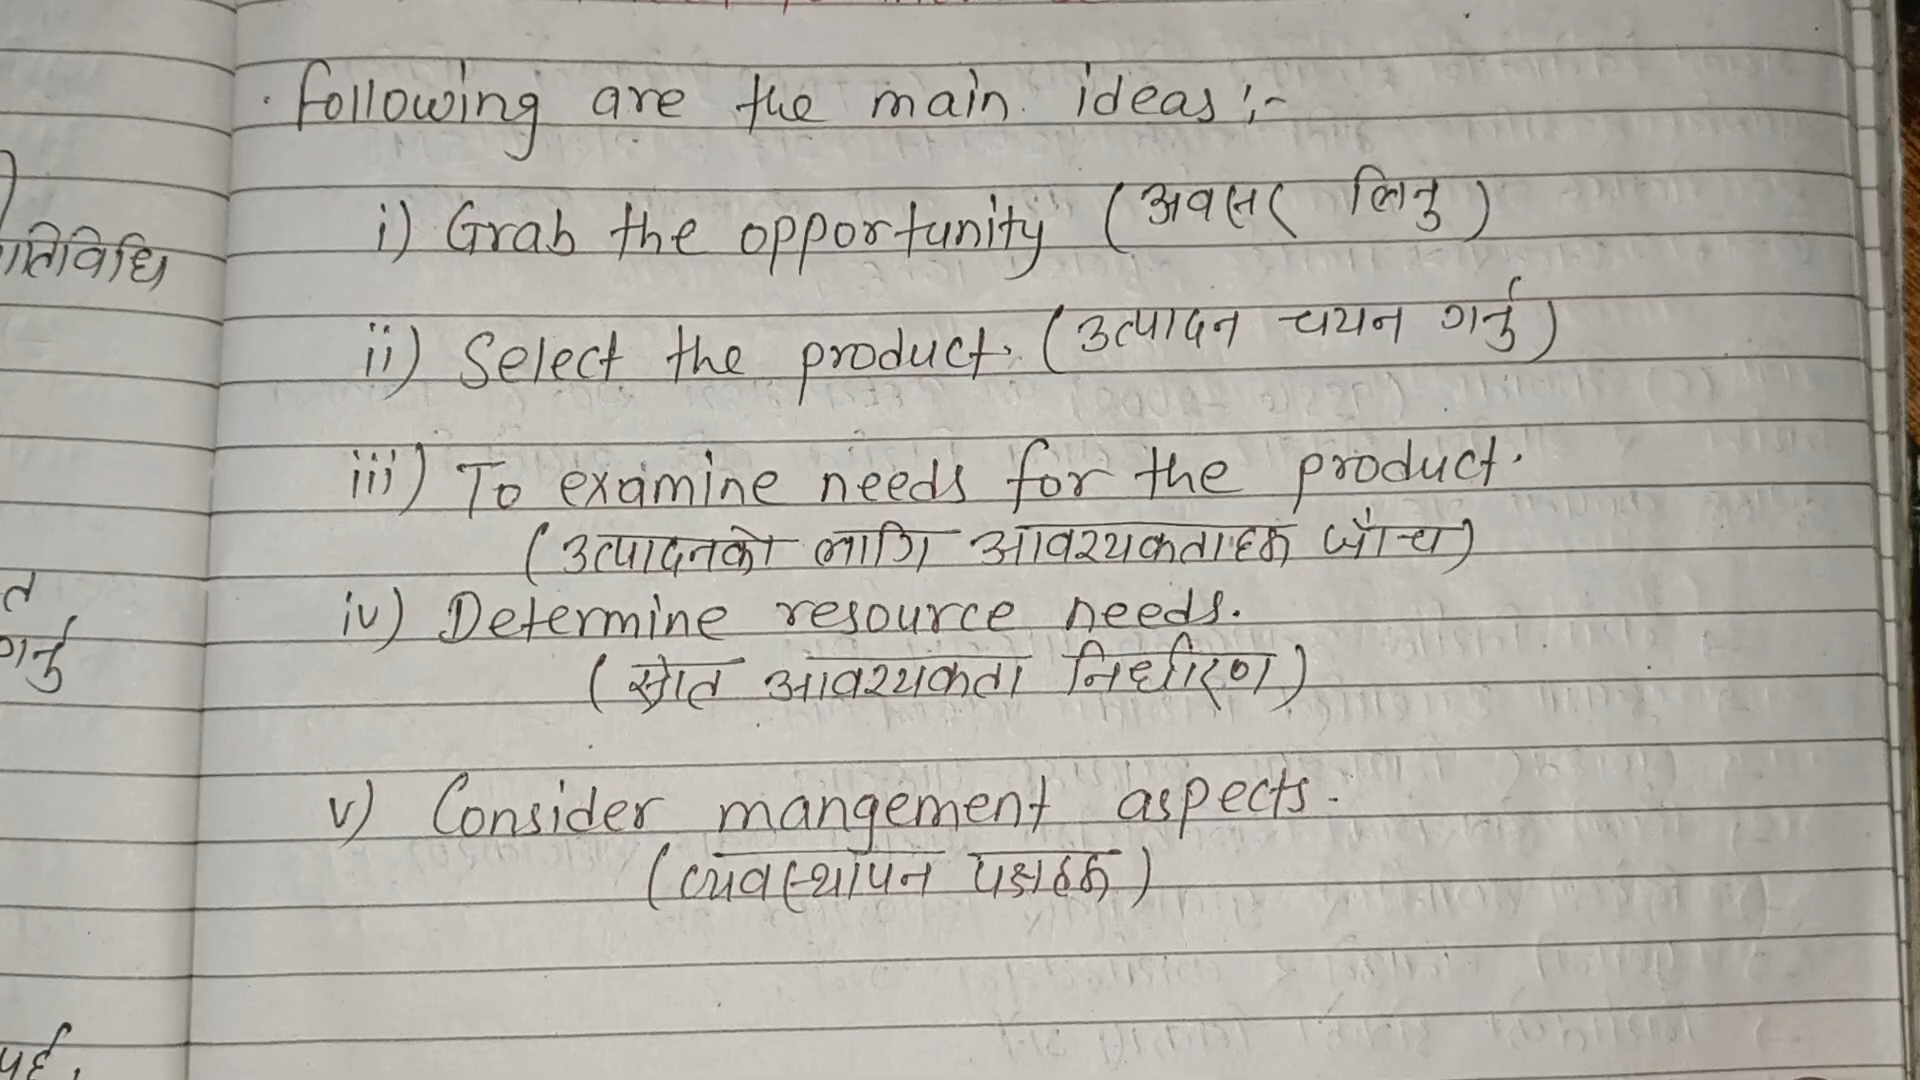 Following are the main ideas :-
i) Grab the opportunity (अवसर लिनु)
ii) Select the product. (उत्पादन चयन गर्नु)
iii) To examine needs for the product.
(उत्पादनको लागि आवश्यकताहरू जाँच)
iv) Determine resource needs.
(स्रोत आवश्यकता निर्धारण)
v) Consider mangement aspects.
(व्यवस्थापन पक्षहरू)
गतिविधि
त
गर्नु